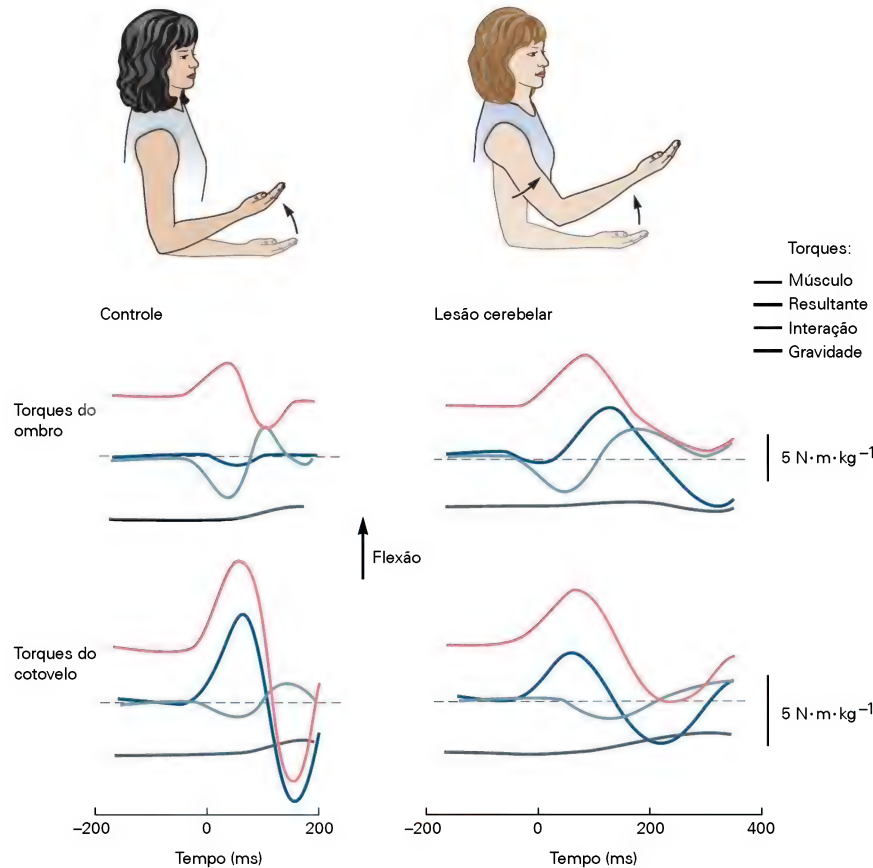 Torques:
Músculo
Resultante
Interação
Gravidade
Controle
Lesão cerebelar
Torques do
ombro
5 N·m·kg⁻¹
Flexão
Torques do
cotovelo
5 N·m·kg⁻¹
−200 0 200
Tempo (ms)
−200 0 200 400
Tempo (ms)